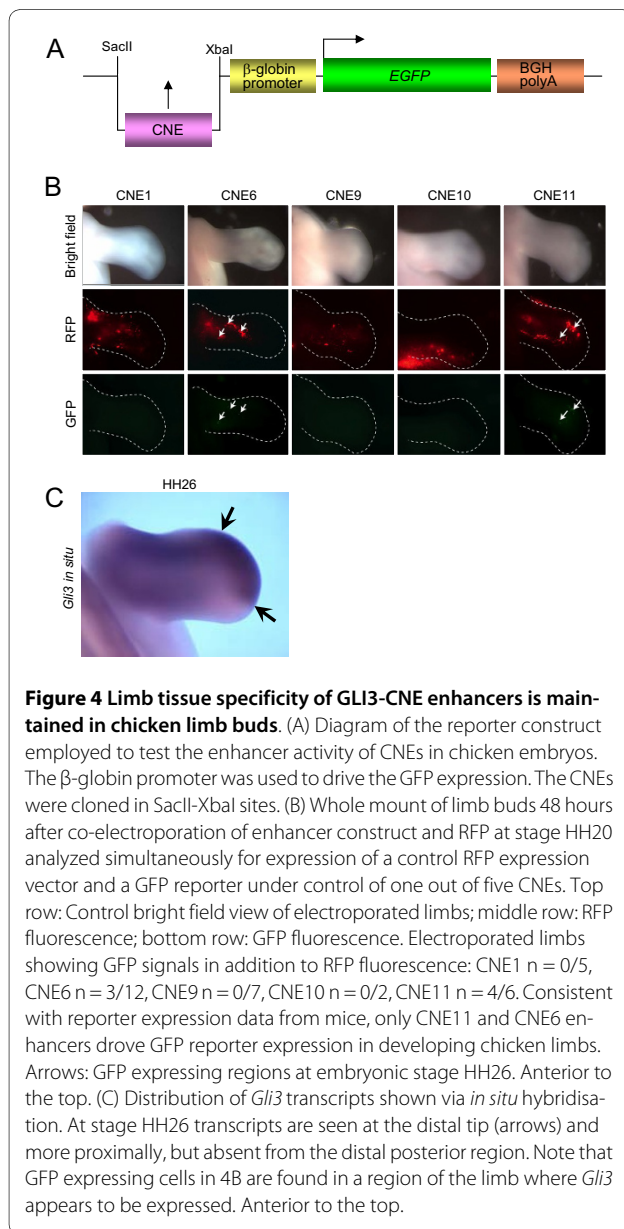 A
SacII
XbaI
β-globin
promoter
EGFP
BGH
polyA
CNE
B
CNE1
CNE6
CNE9
CNE10
CNE11
Bright field
RFP
GFP
C
HH26
Gli3 in situ
Figure 4 Limb tissue specificity of GLI3-CNE enhancers is main-
tained in chicken limb buds. (A) Diagram of the reporter construct
employed to test the enhancer activity of CNEs in chicken embryos.
The β-globin promoter was used to drive the GFP expression. The CNEs
were cloned in SacII-XbaI sites. (B) Whole mount of limb buds 48 hours
after co-electroporation of enhancer construct and RFP at stage HH20
analyzed simultaneously for expression of a control RFP expression
vector and a GFP reporter under control of one out of five CNEs. Top
row: Control bright field view of electroporated limbs; middle row: RFP
fluorescence; bottom row: GFP fluorescence. Electroporated limbs
showing GFP signals in addition to RFP fluorescence: CNE1 n = 0/5,
CNE6 n = 3/12, CNE9 n = 0/7, CNE10 n = 0/2, CNE11 n = 4/6. Consistent
with reporter expression data from mice, only CNE11 and CNE6 en-
hancers drove GFP reporter expression in developing chicken limbs.
Arrows: GFP expressing regions at embryonic stage HH26. Anterior to
the top. (C) Distribution of Gli3 transcripts shown via in situ hybridisa-
tion. At stage HH26 transcripts are seen at the distal tip (arrows) and
more proximally, but absent from the distal posterior region. Note that
GFP expressing cells in 4B are found in a region of the limb where Gli3
appears to be expressed. Anterior to the top.